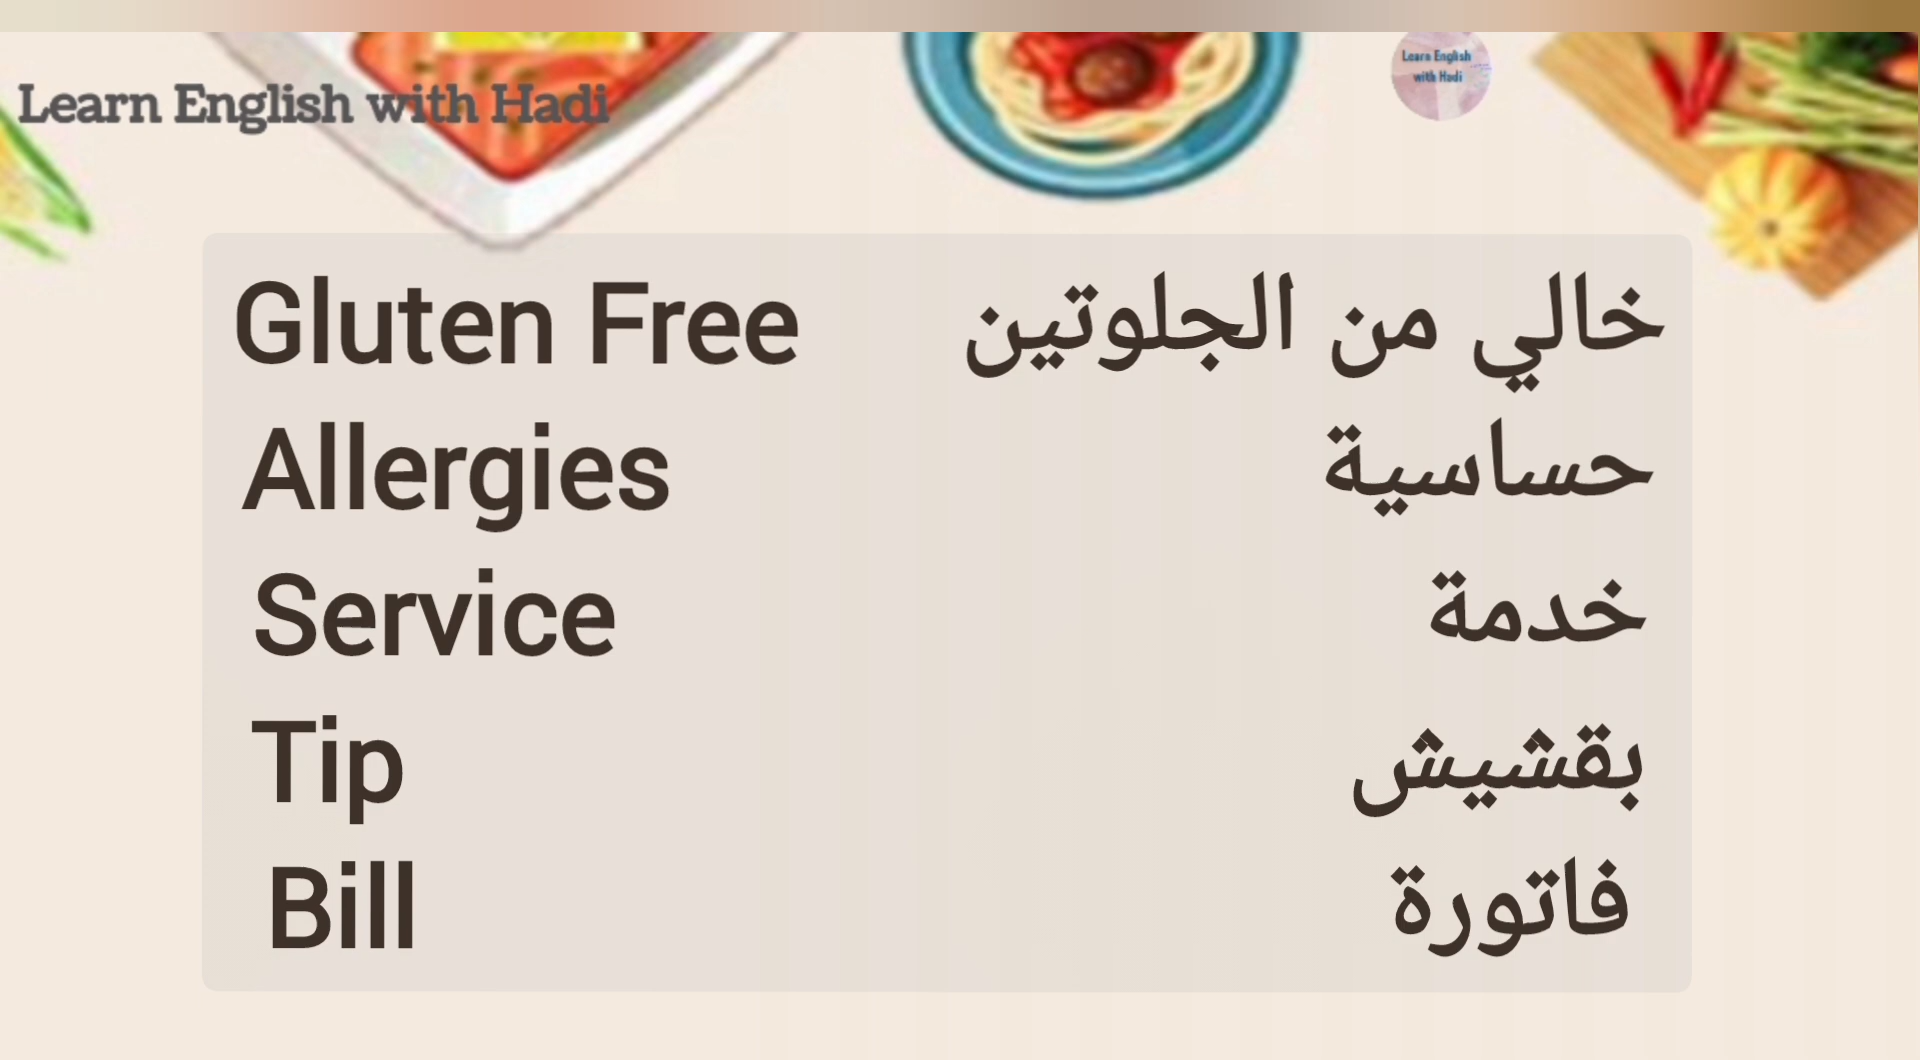 Learn English
with Hadi
Learn English with Hadi
Gluten Free خالي من الجلوتين
Allergies حساسية
Service خدمة
Tip بقشيش
Bill فاتورة